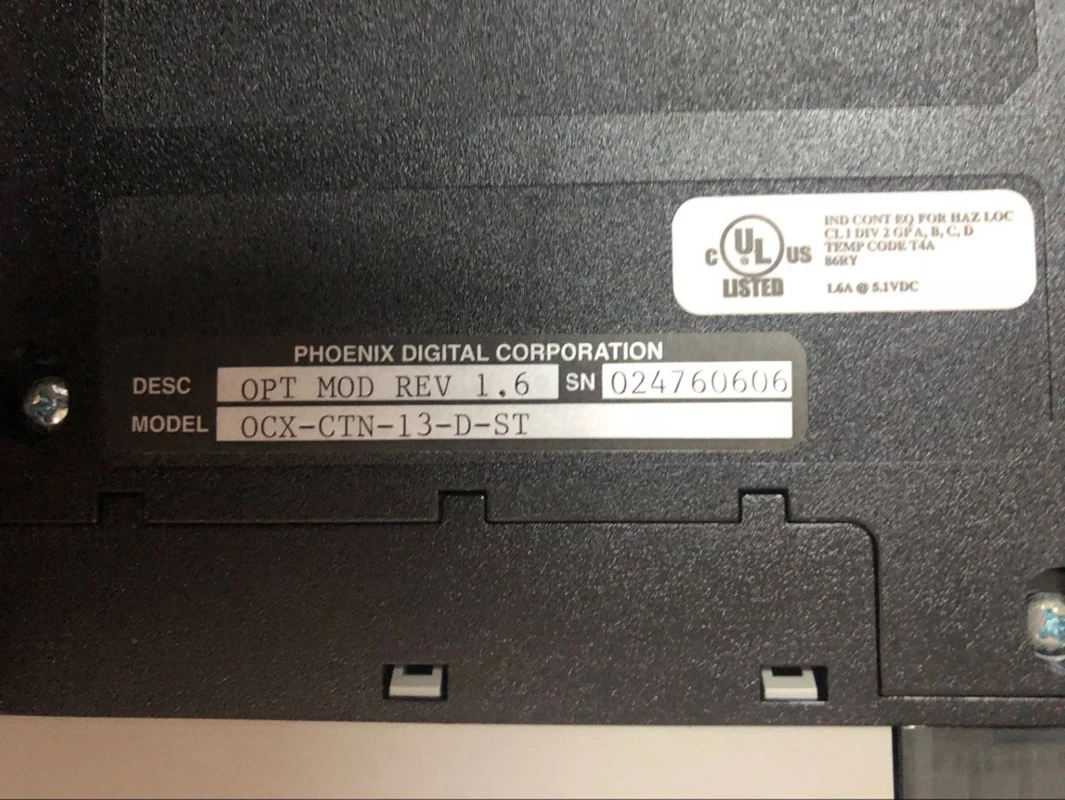 C UL US
LISTED
IND CONT EQ FOR HAZ LOC
CL I DIV 2 GP A, B, C, D
TEMP CODE T4A
86RY
1.6A @ 5.1VDC
PHOENIX DIGITAL CORPORATION
DESC OPT MOD REV 1.6 SN 024760606
MODEL OCX-CTN-13-D-ST